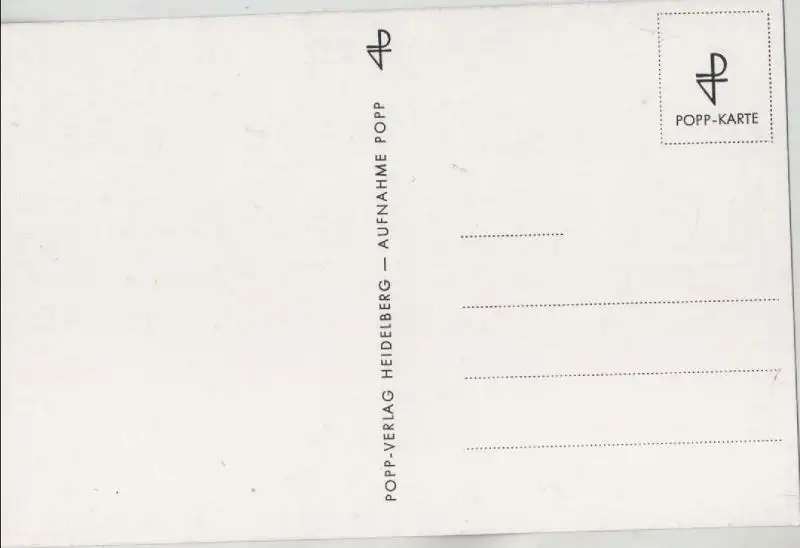 POPP-VERLAG HEIDELBERG — AUFNAHME POPP
POPP-KARTE